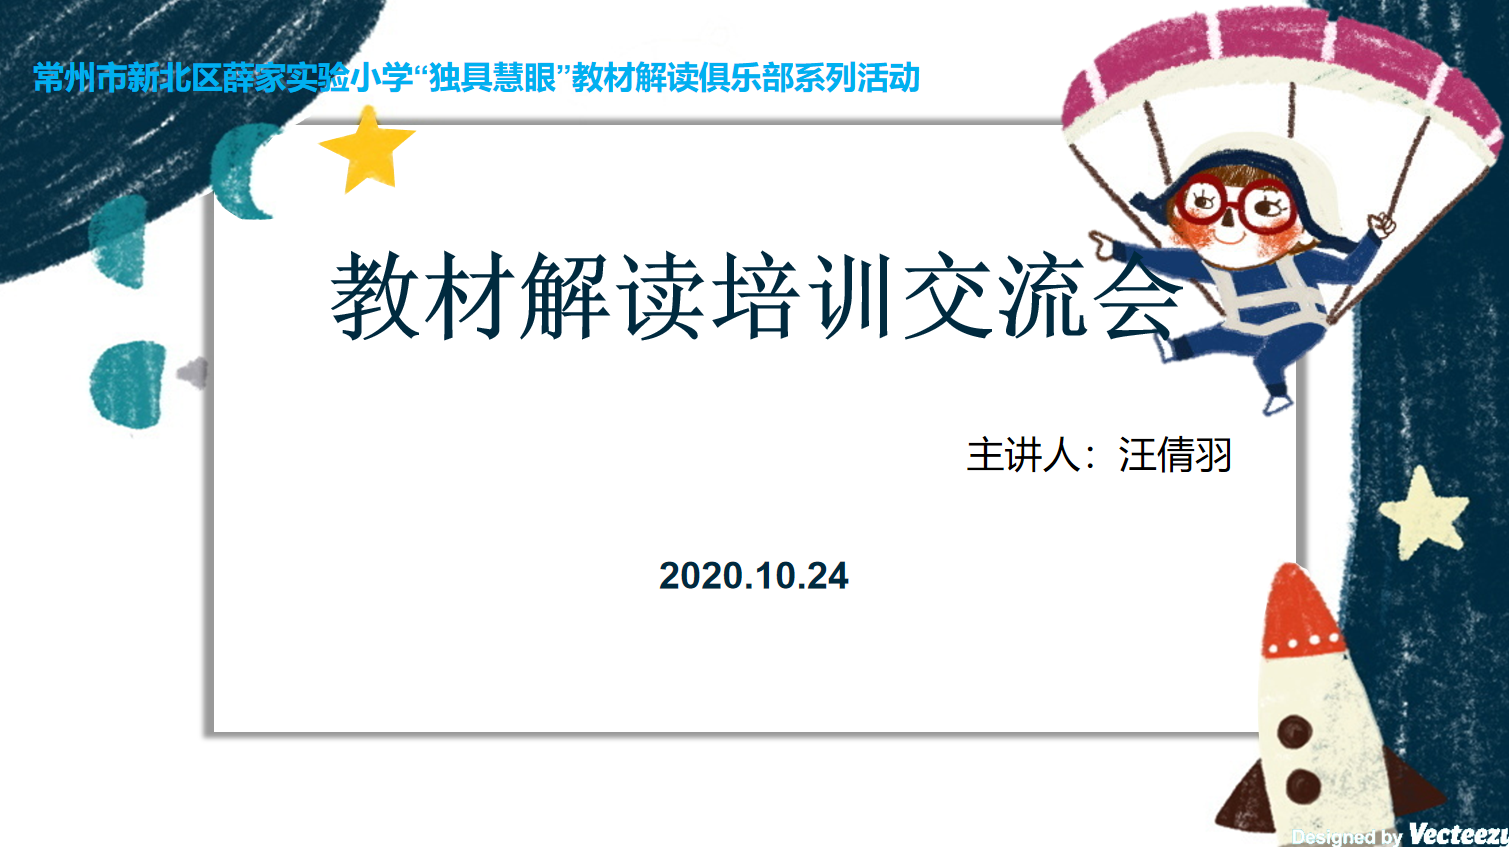 常州市新北区薛家实验小学“独具慧眼”教材解读俱乐部系列活动
教材解读培训交流会
主讲人：汪倩羽
2020.10.24
Designed by Vecteezy